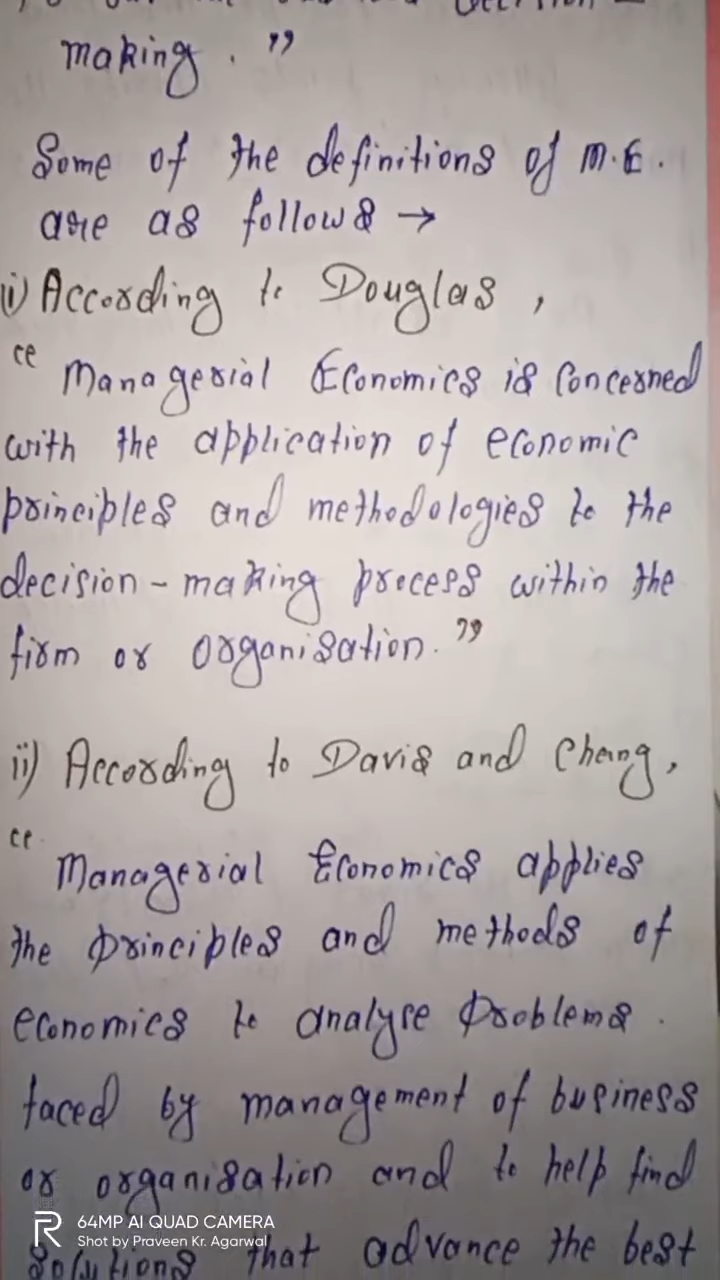 Decision -
making. ”
Some of the definitions of M.E.
are as follows →
i) According to Douglas,
“ Managerial Economics is Concerned
with the application of economic
principles and methodologies to the
decision - making process within the
firm or organisation. ”
ii) According to Davis and Chang,
“ Managerial Economics applies
the principles and methods of
economics to analyse problems.
faced by management of business
or organisation and to help find
solutions that advance the best
64MP AI QUAD CAMERA
Shot by Praveen Kr. Agarwal